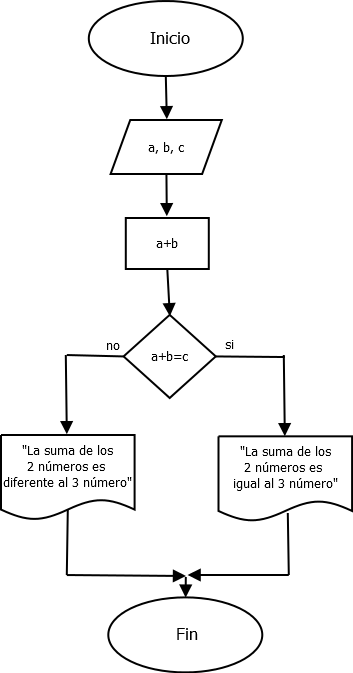 Inicio
a, b, c
a+b
a+b=c
no
si
"La suma de los
2 números es
diferente al 3 número"
"La suma de los
2 números es
igual al 3 número"
Fin